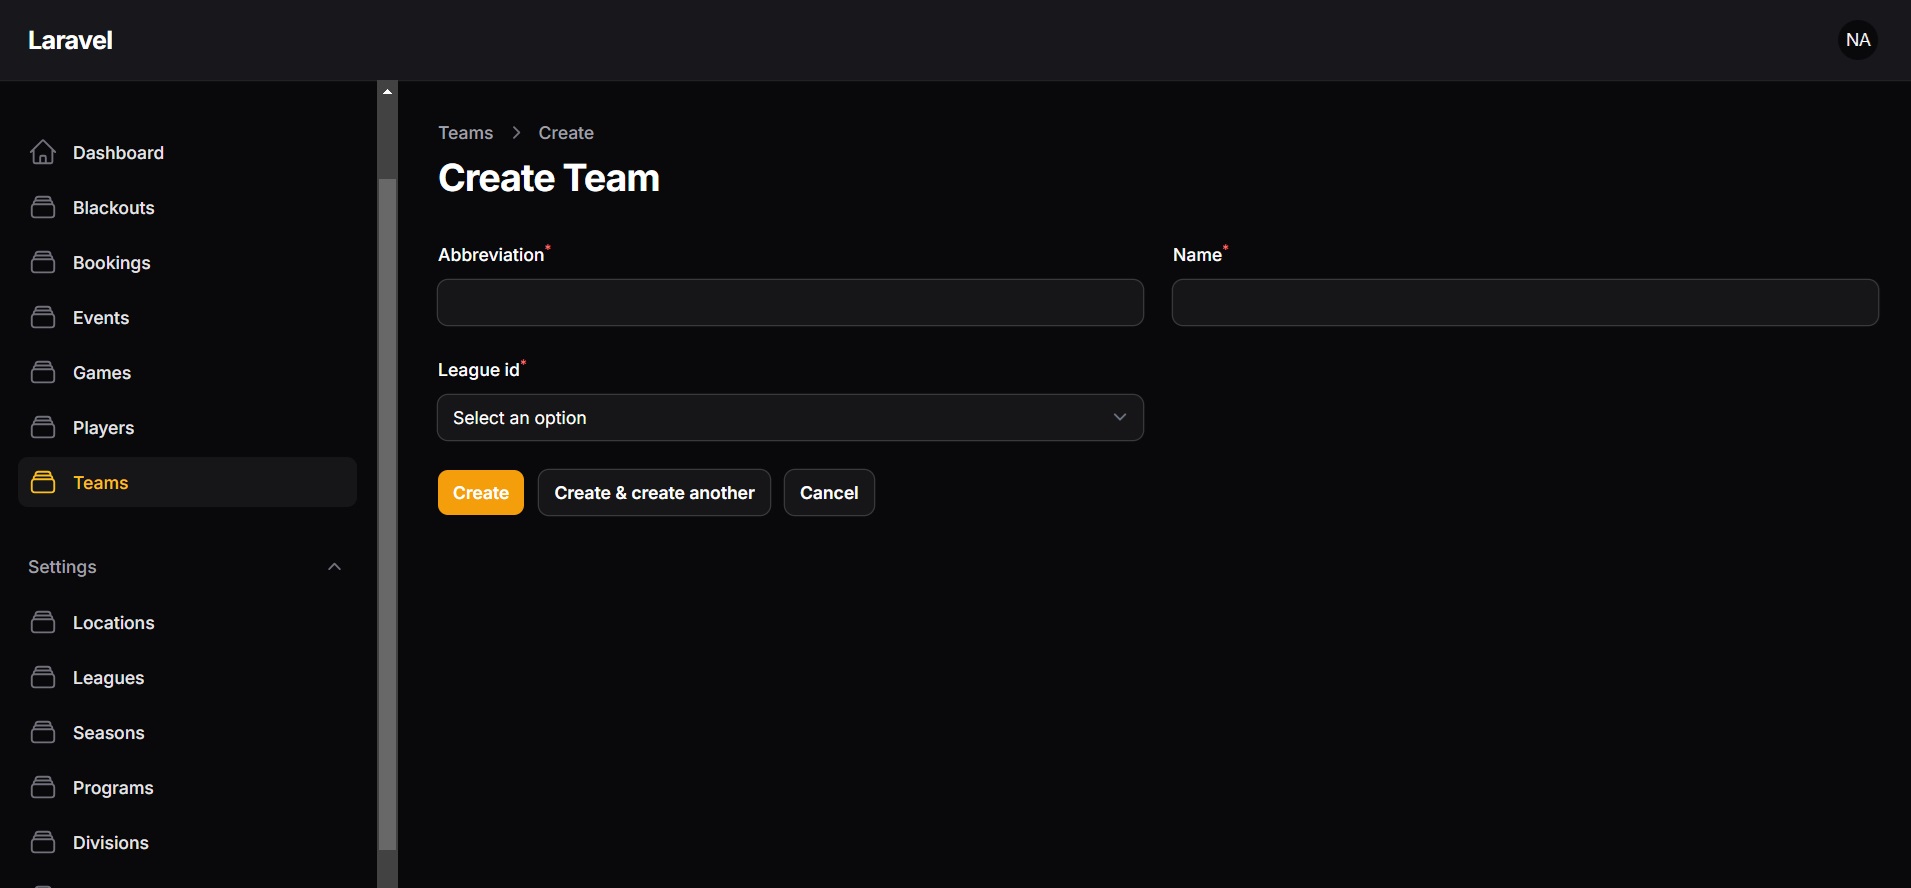 Laravel
NA
Dashboard
Blackouts
Bookings
Events
Games
Players
Teams
Settings
Locations
Leagues
Seasons
Programs
Divisions
Teams > Create
Create Team
Abbreviation*
Name*
League id*
Select an option
Create
Create & create another
Cancel